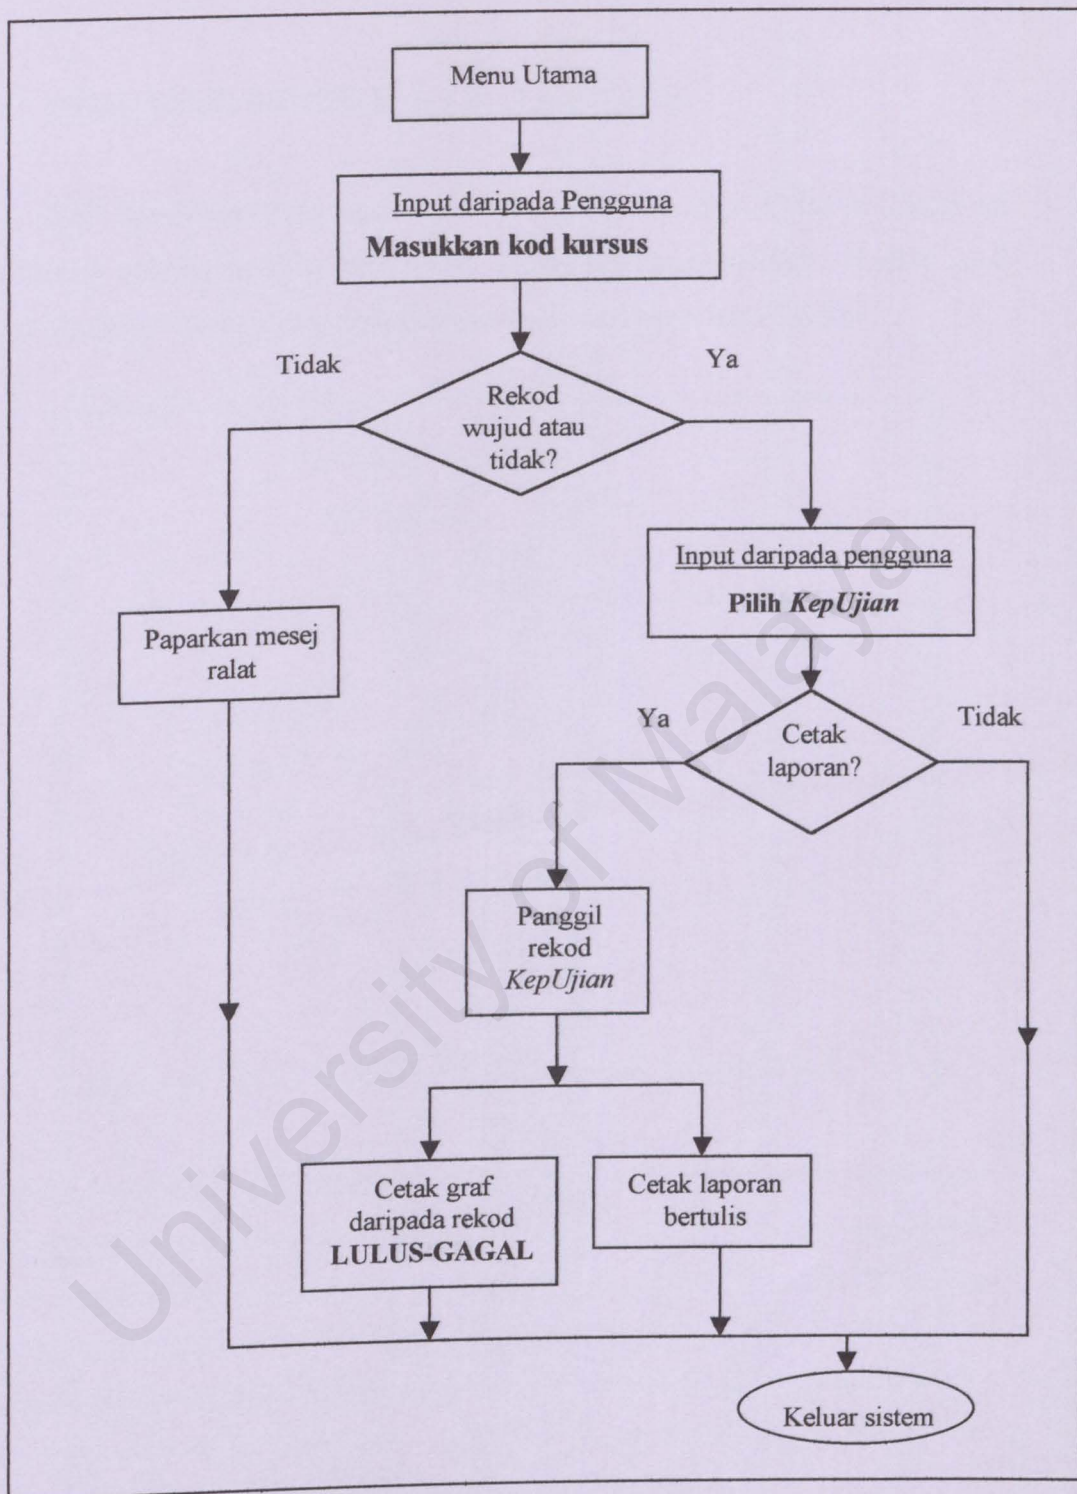 Menu Utama
Input daripada Pengguna
Masukkan kod kursus
Tidak
Ya
Rekod
wujud atau
tidak?
Input daripada pengguna
Pilih KepUjian
Paparkan mesej
ralat
Ya
Tidak
Cetak
laporan?
Panggil
rekod
KepUjian
Cetak graf
daripada rekod
LULUS-GAGAL
Cetak laporan
bertulis
Keluar sistem
University of Malaya